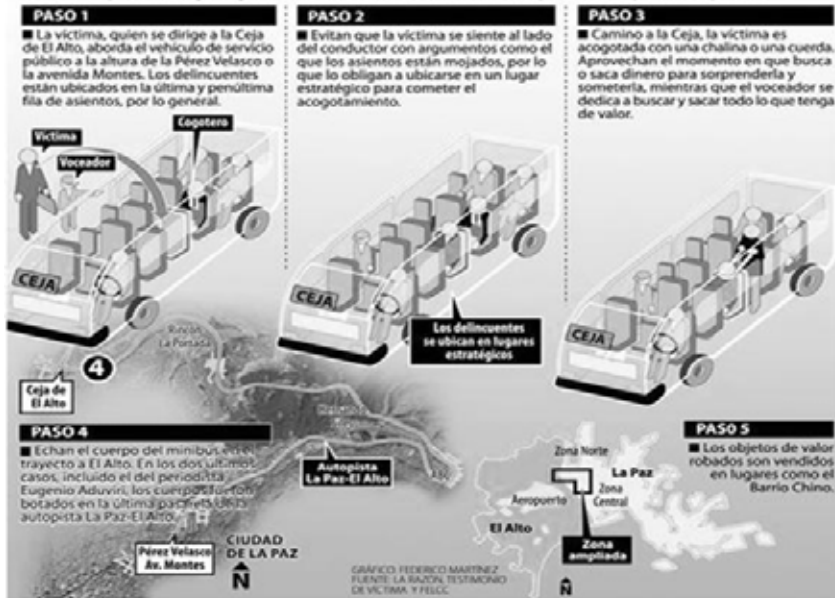 PASO 1
■ La víctima, quien se dirige a la Ceja
de El Alto, aborda el vehículo de servicio
público a la altura de la Pérez Velasco o
la avenida Montes. Los delincuentes
están ubicados en la última y penúltima
fila de asientos, por lo general.
Víctima
Voceador
Cogotero
CEJA
PASO 2
■ Evitan que la víctima se siente al lado
del conductor con argumentos como el
que los asientos están mojados, por lo
que lo obligan a ubicarse en un lugar
estratégico para cometer el
acogotamiento.
CEJA
Los delincuentes
se ubican en lugares
estratégicos
PASO 3
■ Camino a la Ceja, la víctima es
acogotada con una chalina o una cuerda.
Aprovechan el momento en que busca
o saca dinero para sorprenderla y
someterla, mientras que el voceador se
dedica a buscar y sacar todo lo que tenga
de valor.
CEJA
4
Rincón
La Portada
Ceja de
El Alto
PASO 4
■ Echan el cuerpo del minibús en el
trayecto a El Alto. En los dos últimos
casos, incluido el del periodista
Eugenio Aduviri, los cuerpos fueron
botados en la última parte de la
autopista La Paz-El Alto.
Autopista
La Paz-El Alto
Pérez Velasco
Av. Montes
CIUDAD
DE LA PAZ
N
GRÁFICO: FEDERICO MARTÍNEZ
FUENTE: LA RAZÓN, TESTIMONIO
DE VÍCTIMA Y FELCC
Zona Norte
La Paz
Aeropuerto
Zona
Central
El Alto
Zona
ampliada
N
PASO 5
■ Los objetos de valor
robados son vendidos
en lugares como el
Barrio Chino.